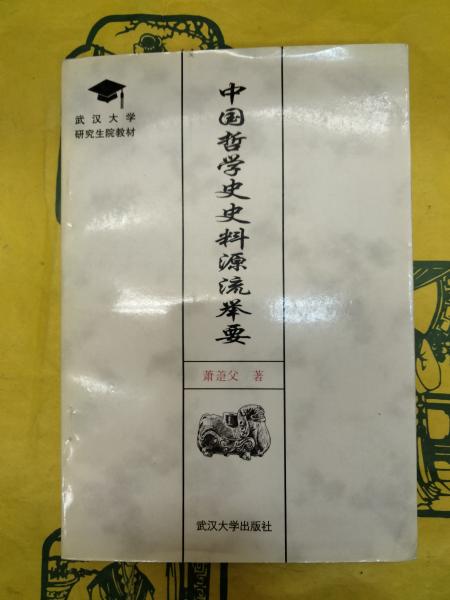 武汉大学
研究生院教材
中国哲学史史料源流举要
萧萐父 著
武汉大学出版社